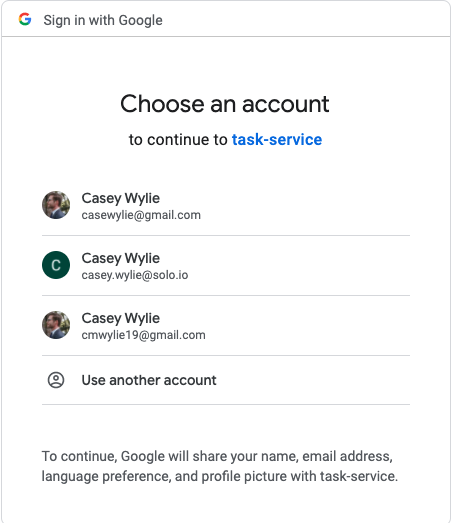 Sign in with Google
Choose an account
to continue to task-service
Casey Wylie
casewylie@gmail.com
C
Casey Wylie
casey.wylie@solo.io
Casey Wylie
cmwylie19@gmail.com
Use another account
To continue, Google will share your name, email address,
language preference, and profile picture with task-service.